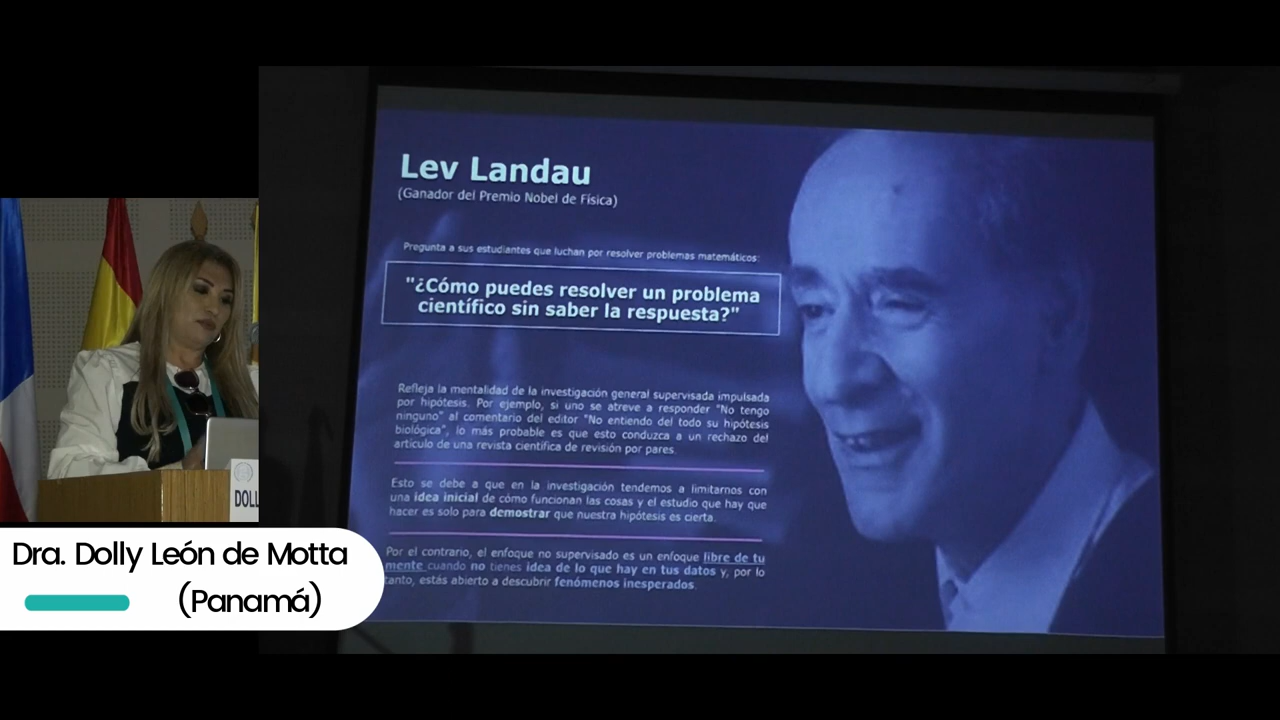 Lev Landau
(Ganador del Premio Nobel de Física)
Pregunta a sus estudiantes que luchan por resolver problemas matemáticos:
"¿Cómo puedes resolver un problema
científico sin saber la respuesta?"
Refleja la mentalidad de la investigación general supervisada impulsada
por hipótesis. Por ejemplo, si uno se atreve a responder "No tengo
ninguno" al comentario del editor "No entiendo del todo su hipótesis
biológica", lo más probable es que esto conduzca a un rechazo del
artículo de una revista científica de revisión por pares.
Esto se debe a que en la investigación tendemos a limitarnos con
una idea inicial de cómo funcionan las cosas y el estudio que hay que
hacer es solo para demostrar que nuestra hipótesis es cierta.
Por el contrario, el enfoque no supervisado es un enfoque libre de tu
mente cuando no tienes idea de lo que hay en tus datos y, por lo
tanto, estás abierto a descubrir fenómenos inesperados.
DOLL
Dra. Dolly León de Motta
(Panamá)